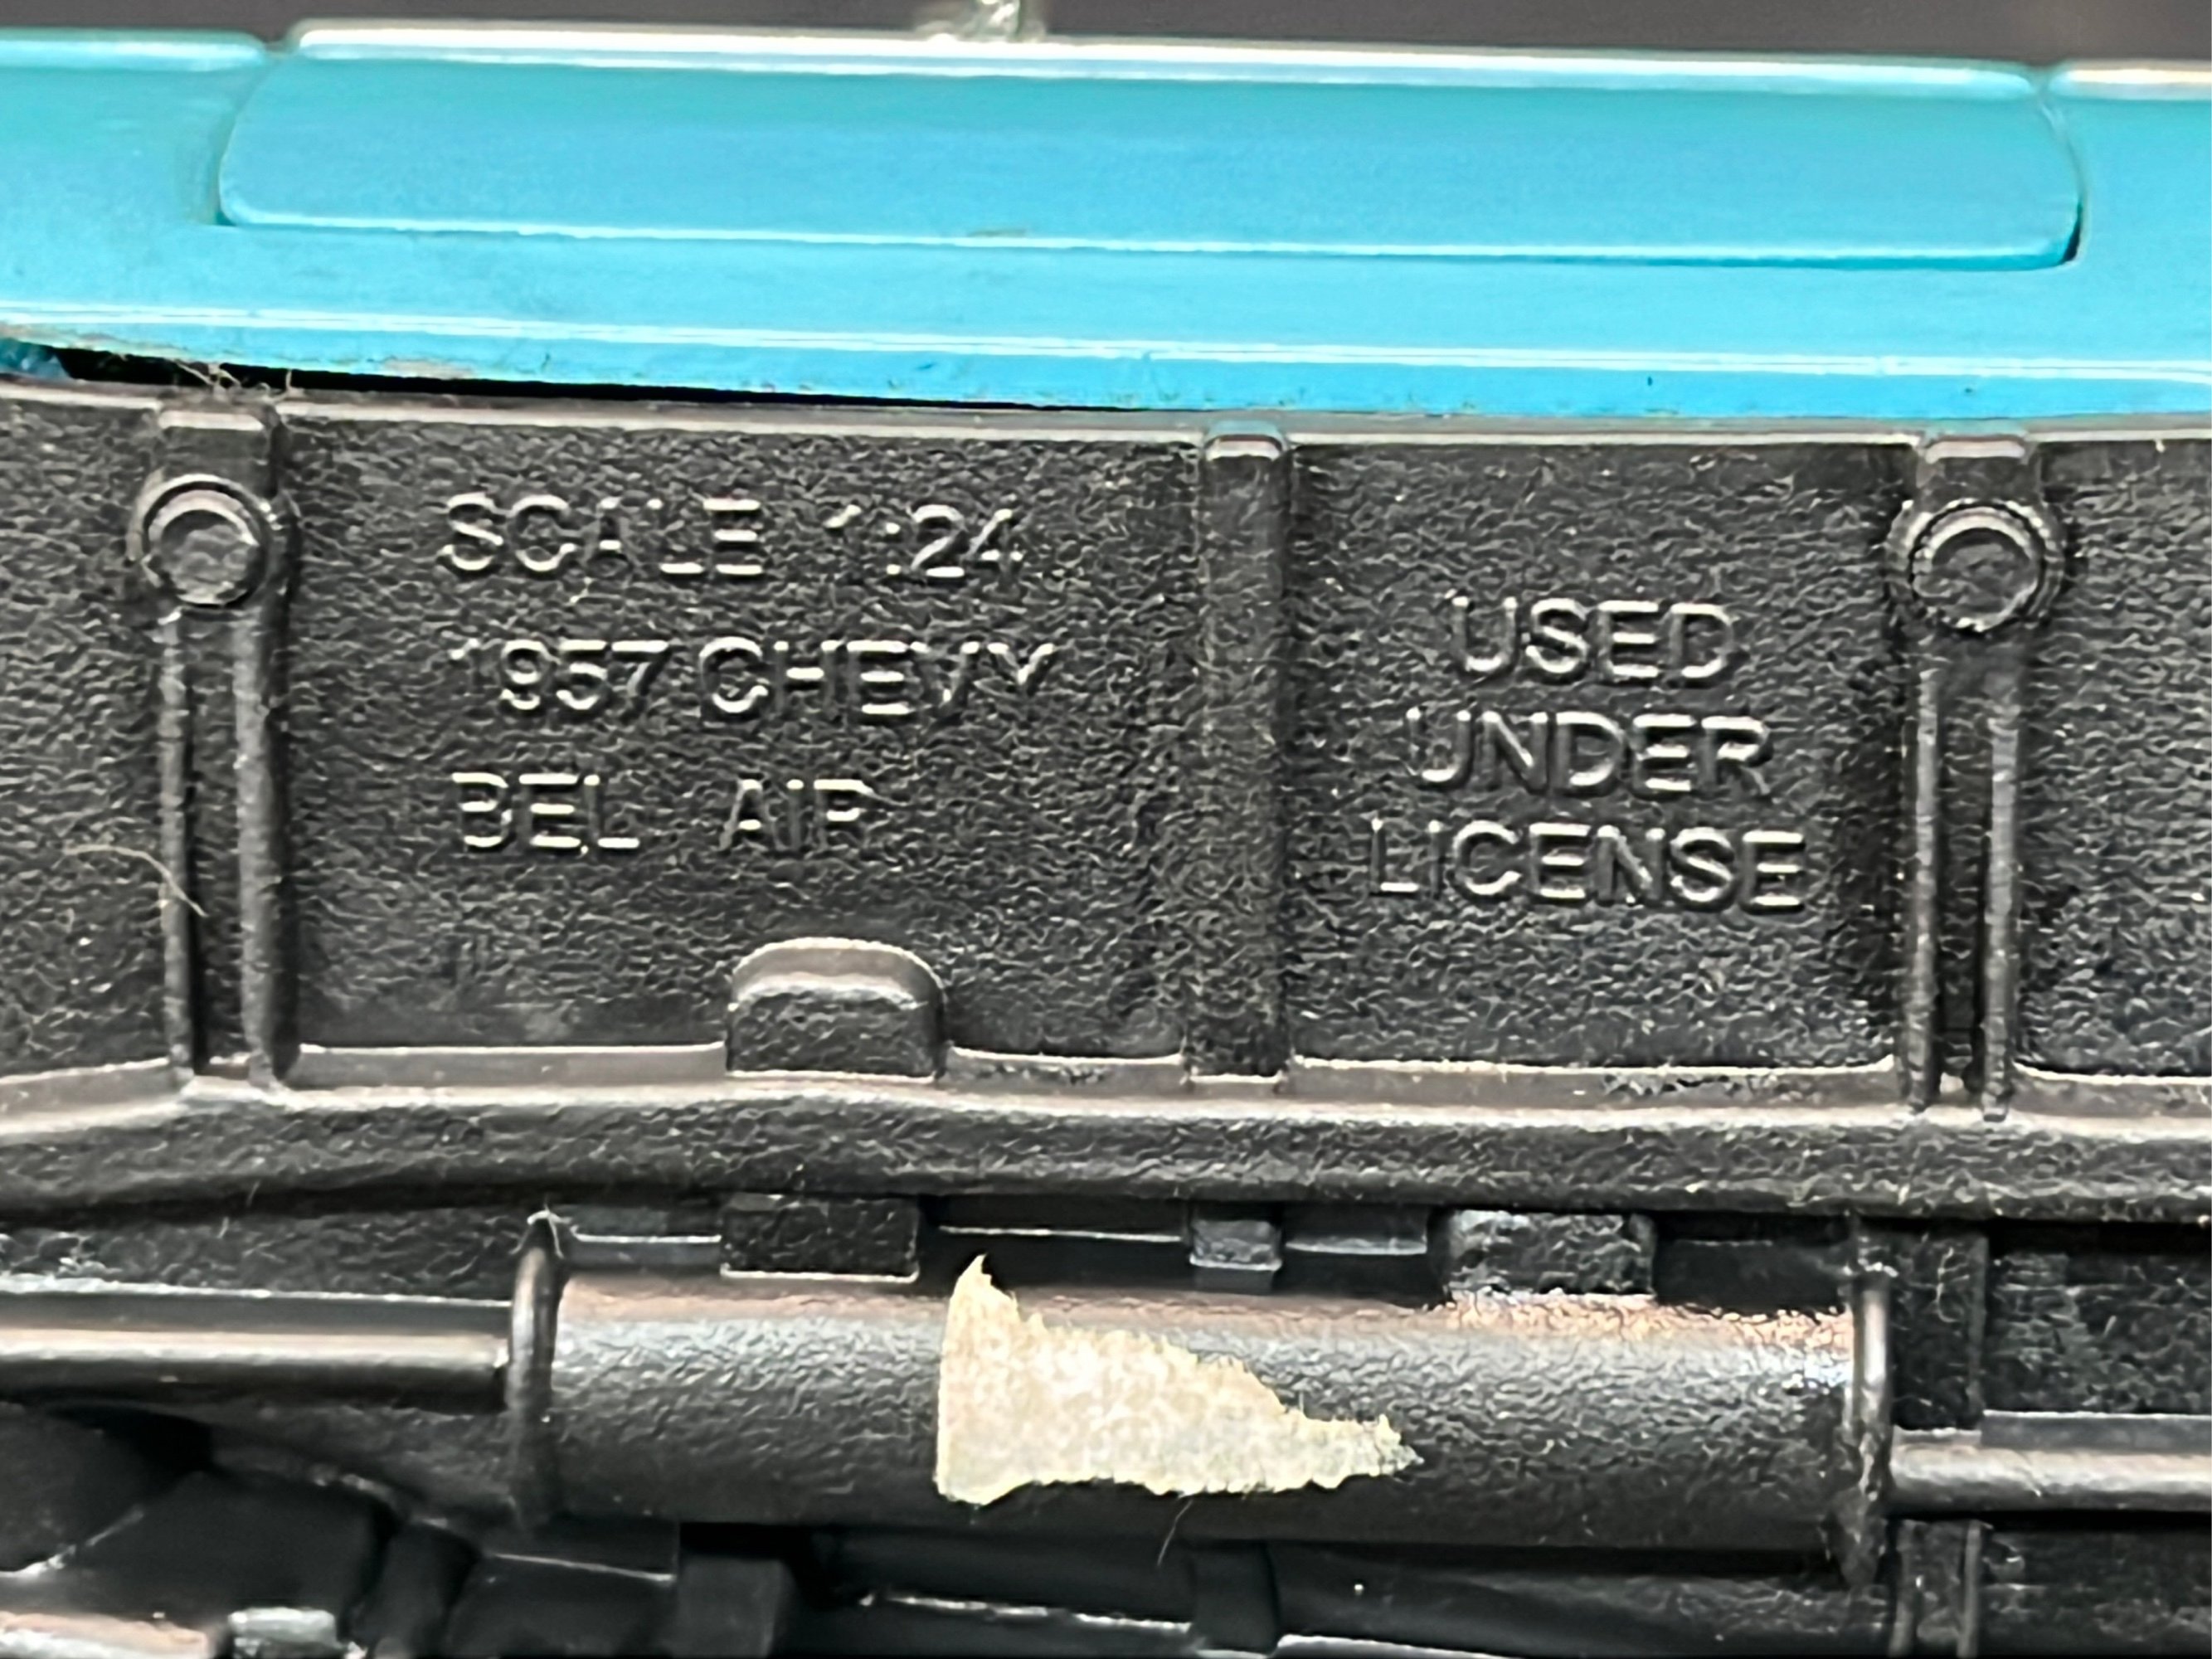 SCALE 1:24
1957 CHEVY
BEL AIR
USED
UNDER
LICENSE